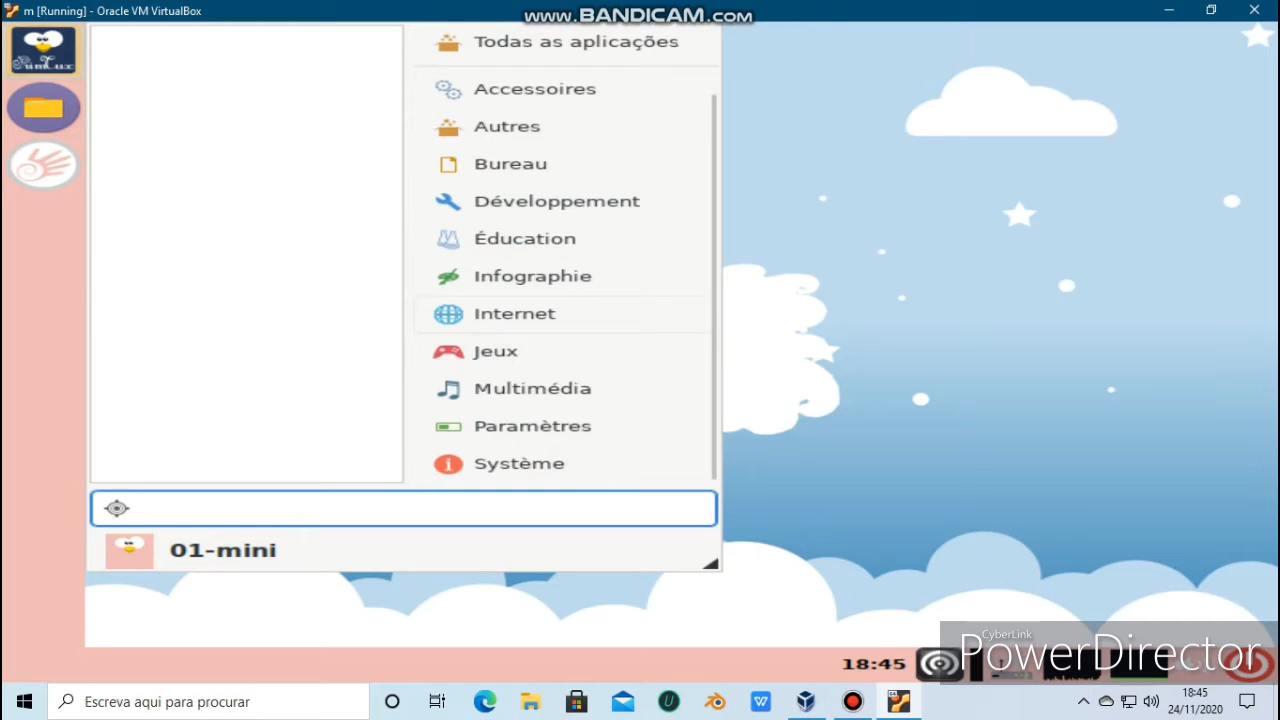 m [Running] - Oracle VM VirtualBox
www.BANDICAM.com
Todas as aplicações
Accessoires
Autres
Bureau
Développement
Éducation
Infographie
Internet
Jeux
Multimédia
Paramètres
Système
01-mini
18:45
CyberLink
PowerDirector
Escreva aqui para procurar
18:45
24/11/2020